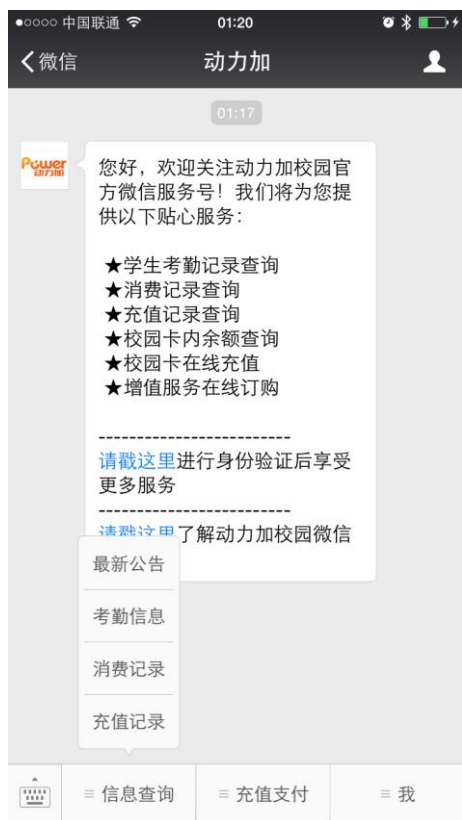 中国联通 01:20
微信 动力加
01:17
Power
动力加
您好，欢迎关注动力加校园官
方微信服务号！我们将为您提
供以下贴心服务：
★学生考勤记录查询
★消费记录查询
★充值记录查询
★校园卡内余额查询
★校园卡在线充值
★增值服务在线订购
-------------------------
请戳这里进行身份验证后享受
更多服务
-------------------------
请戳这里了解动力加校园微信
最新公告
考勤信息
消费记录
充值记录
信息查询 充值支付 我